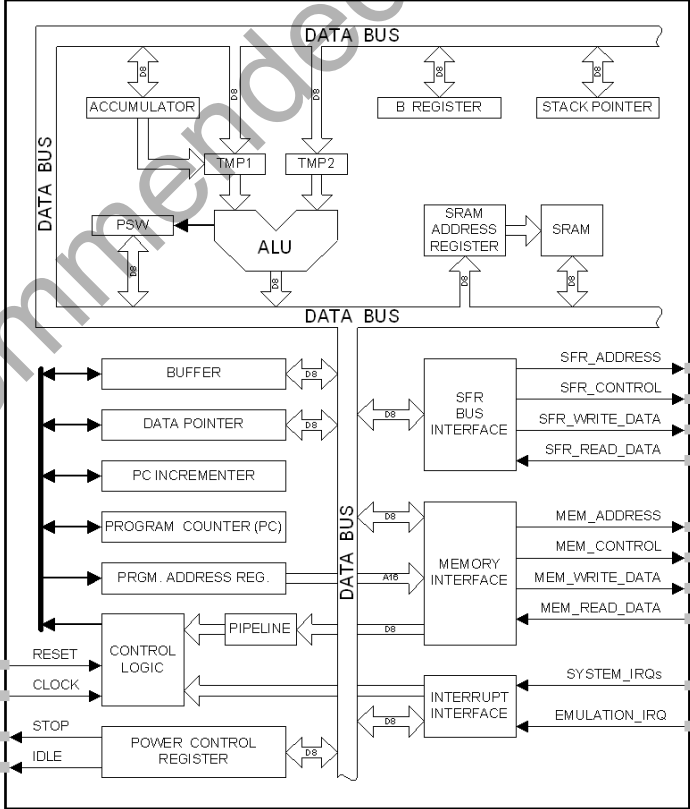 DATA BUS
D8
D8
D8
D8
D8
ACCUMULATOR
B REGISTER
STACK POINTER
DATA BUS
TMP1
TMP2
PSW
ALU
SRAM
ADDRESS
REGISTER
SRAM
D8
D8
D8
D8
DATA BUS
BUFFER
D8
DATA POINTER
D8
PC INCREMENTER
PROGRAM COUNTER (PC)
PRGM. ADDRESS REG.
A16
DATA BUS
D8
SFR
BUS
INTERFACE
SFR_ADDRESS
SFR_CONTROL
SFR_WRITE_DATA
SFR_READ_DATA
D8
MEMORY
INTERFACE
MEM_ADDRESS
MEM_CONTROL
MEM_WRITE_DATA
MEM_READ_DATA
PIPELINE
D8
CONTROL
LOGIC
RESET
CLOCK
INTERRUPT
INTERFACE
SYSTEM_IRQs
EMULATION_IRQ
D8
STOP
IDLE
POWER CONTROL
REGISTER
D8
ommended